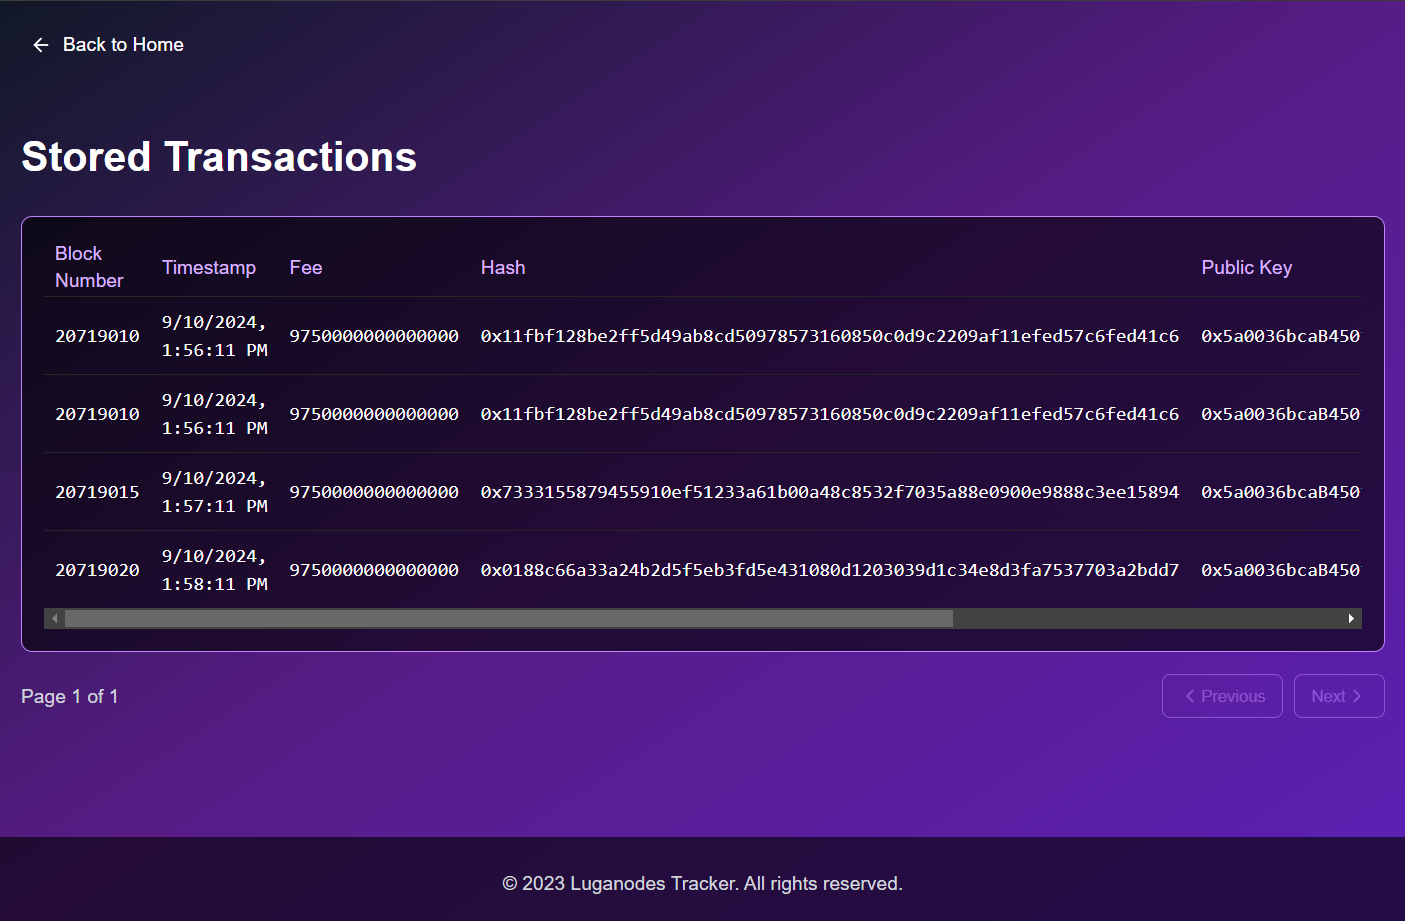 Back to Home
Stored Transactions
Block Number Timestamp Fee Hash Public Key
20719010 9/10/2024, 1:56:11 PM 9750000000000000 0x11fbf128be2ff5d49ab8cd50978573160850c0d9c2209af11efed57c6fed41c6 0x5a0036bcaB450
20719010 9/10/2024, 1:56:11 PM 9750000000000000 0x11fbf128be2ff5d49ab8cd50978573160850c0d9c2209af11efed57c6fed41c6 0x5a0036bcaB450
20719015 9/10/2024, 1:57:11 PM 9750000000000000 0x7333155879455910ef51233a61b00a48c8532f7035a88e0900e9888c3ee15894 0x5a0036bcaB450
20719020 9/10/2024, 1:58:11 PM 9750000000000000 0x0188c66a33a24b2d5f5eb3fd5e431080d1203039d1c34e8d3fa7537703a2bdd7 0x5a0036bcaB450
Page 1 of 1 Previous Next
© 2023 Luganodes Tracker. All rights reserved.